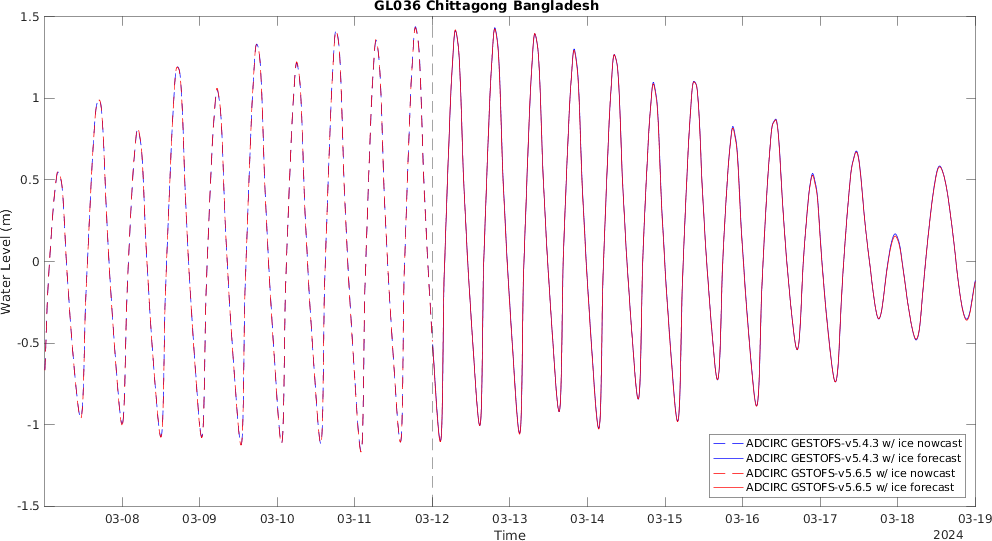 GL036 Chittagong Bangladesh
1.5
1
0.5
0
-0.5
-1
-1.5
Water Level (m)
03-08 03-09 03-10 03-11 03-12 03-13 03-14 03-15 03-16 03-17 03-18 03-19
Time
2024
ADCIRC GESTOFS-v5.4.3 w/ ice nowcast
ADCIRC GESTOFS-v5.4.3 w/ ice forecast
ADCIRC GSTOFS-v5.6.5 w/ ice nowcast
ADCIRC GSTOFS-v5.6.5 w/ ice forecast